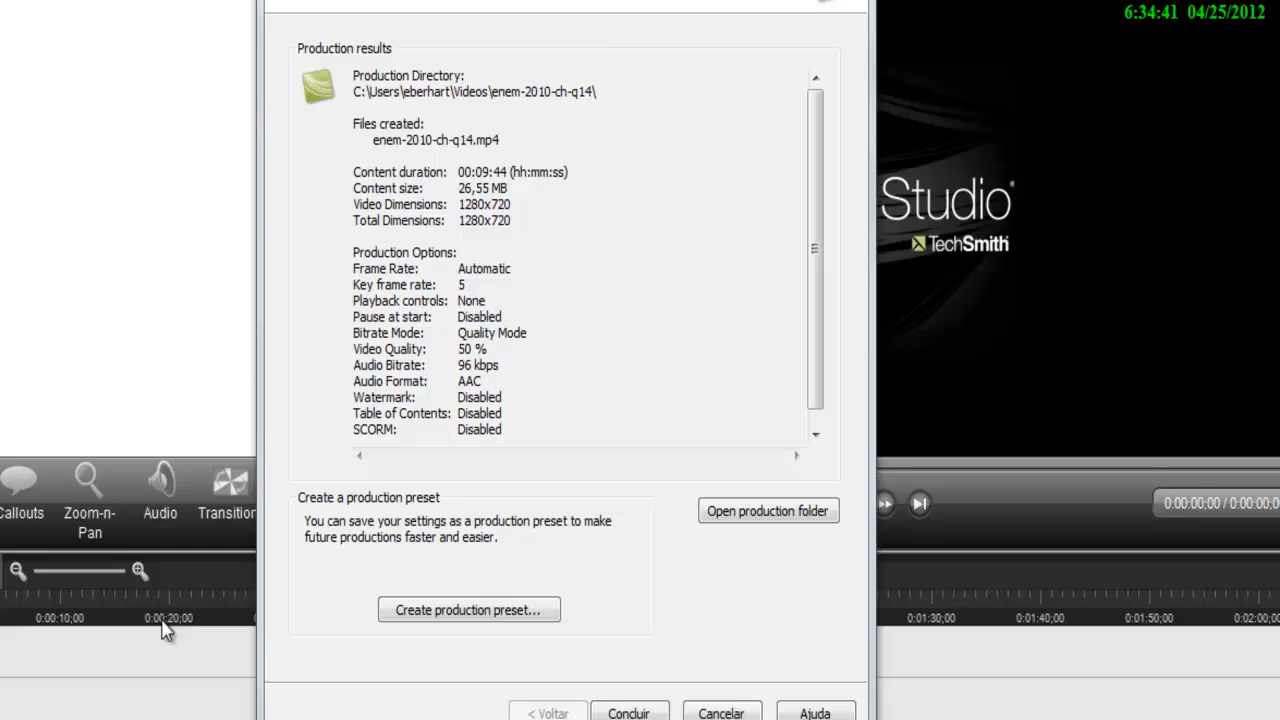 6:34:41 04/25/2012
Production results
Production Directory:
C:\Users\eberhart\Videos\enem-2010-ch-q14\
Files created:
enem-2010-ch-q14.mp4
Content duration: 00:09:44 (hh:mm:ss)
Content size: 26,55 MB
Video Dimensions: 1280x720
Total Dimensions: 1280x720
Production Options:
Frame Rate: Automatic
Key frame rate: 5
Playback controls: None
Pause at start: Disabled
Bitrate Mode: Quality Mode
Video Quality: 50 %
Audio Bitrate: 96 kbps
Audio Format: AAC
Watermark: Disabled
Table of Contents: Disabled
SCORM: Disabled
Studio®
TechSmith
Create a production preset
You can save your settings as a production preset to make
future productions faster and easier.
Open production folder
Create production preset...
Callouts
Zoom-n-
Pan
Audio
Transition
0:00:00;00 / 0:00:00;0
0:00:10;00 0:00:20;00
0:01:30;00 0:01:40;00 0:01:50;00 0:02:00;0
< Voltar Concluir Cancelar Ajuda